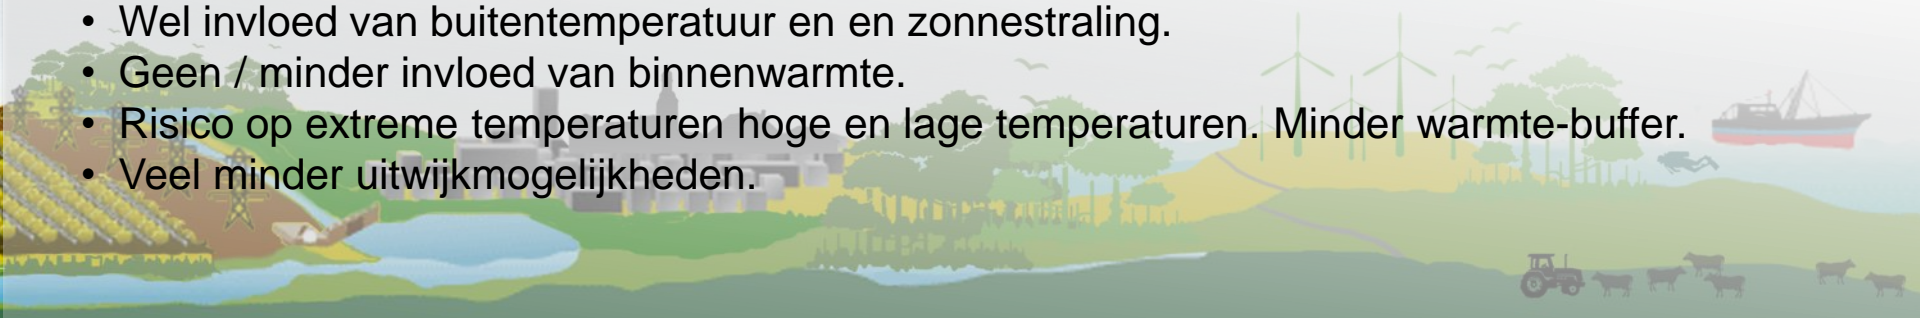 • Wel invloed van buitentemperatuur en en zonnestraling.
• Geen / minder invloed van binnenwarmte.
• Risico op extreme temperaturen hoge en lage temperaturen. Minder warmte-buffer.
• Veel minder uitwijkmogelijkheden.